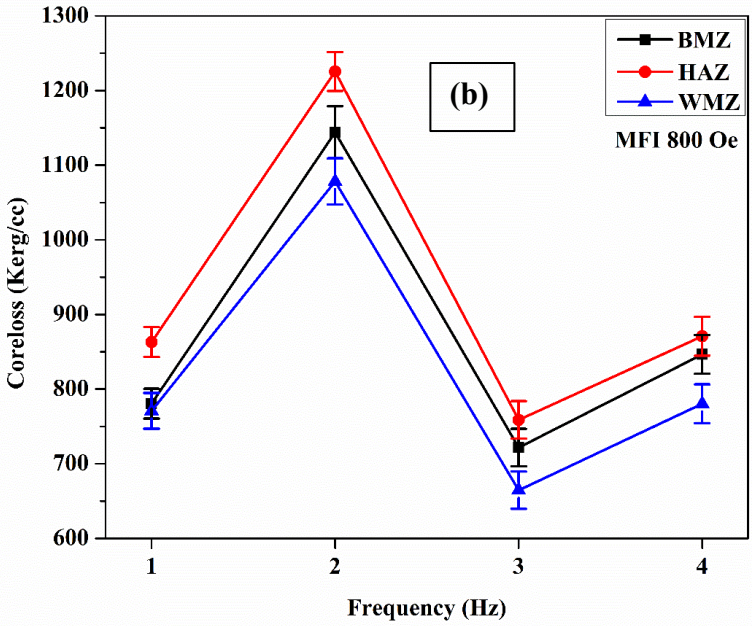 1300
1200
1100
1000
900
800
700
600
Coreloss (Kerg/cc)
(b)
BMZ
HAZ
WMZ
MFI 800 Oe
1 2 3 4
Frequency (Hz)